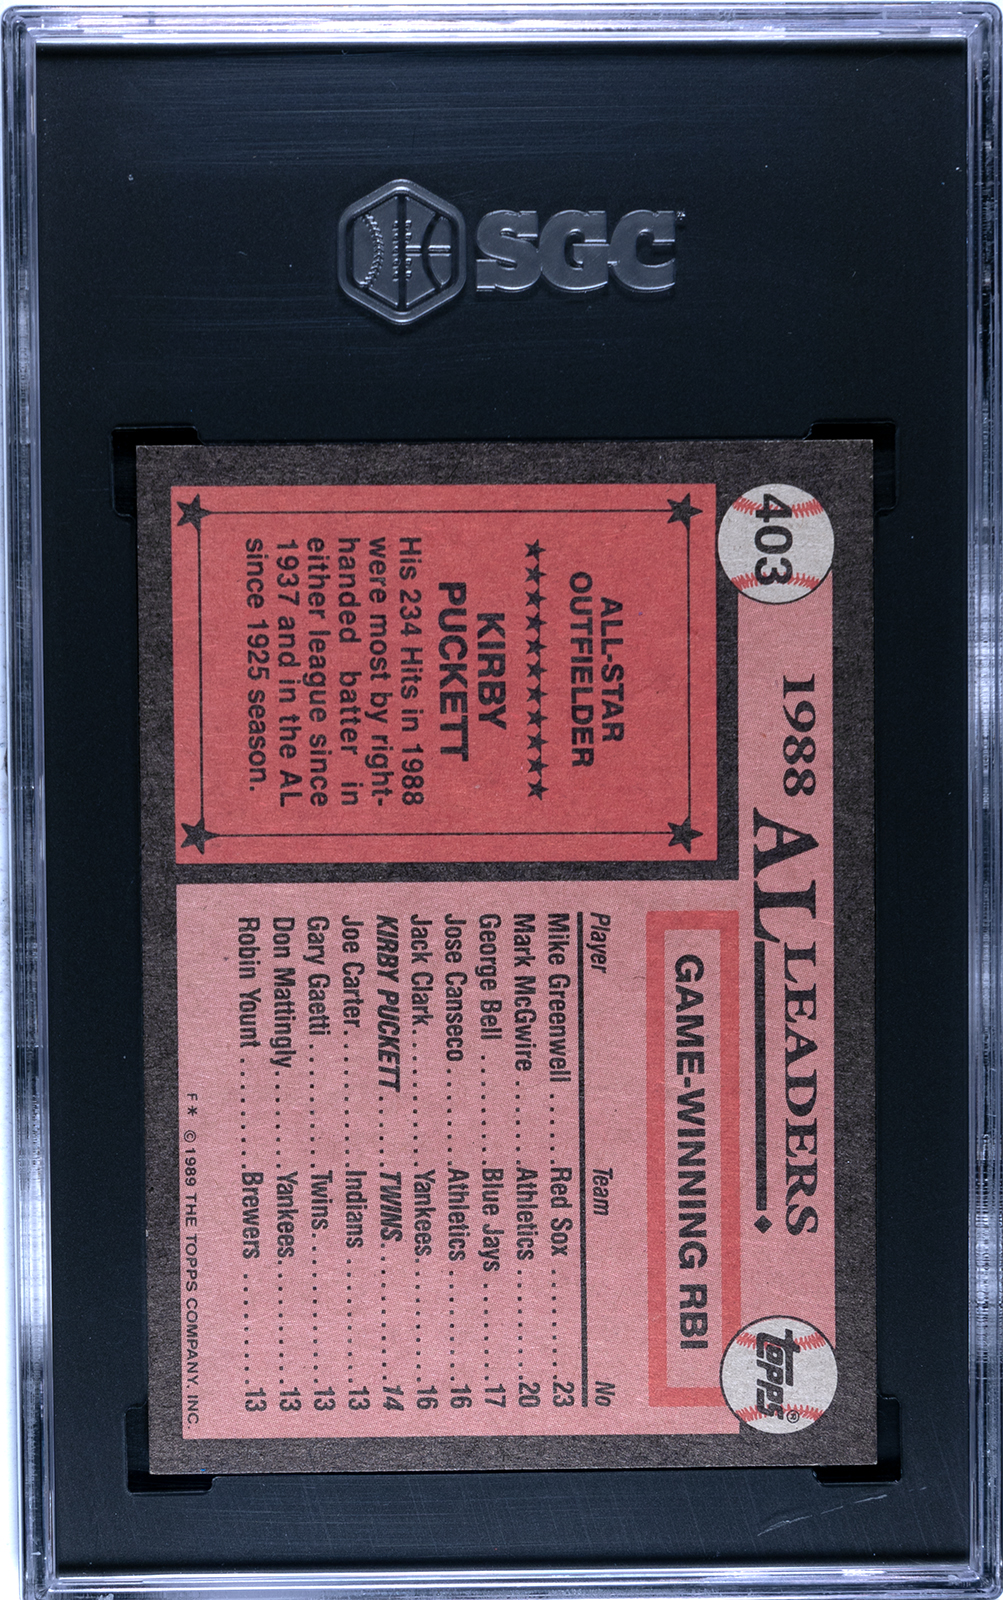 SGC
403
1988 AL LEADERS
topps®
ALL-STAR
OUTFIELDER
★★★★★★★★★★★
KIRBY
PUCKETT
His 234 Hits in 1988
were most by right-
handed batter in
either league since
1937 and in the AL
since 1925 season.
GAME-WINNING RBI
Player Team No
Mike Greenwell.......Red Sox.........23
Mark McGwire.......Athletics.........20
George Bell.........Blue Jays.......17
Jose Canseco.......Athletics.........16
Jack Clark..........Yankees.........16
KIRBY PUCKETT.......TWINS..........14
Joe Carter..........Indians.........13
Gary Gaetti.........Twins..........13
Don Mattingly.......Yankees.........13
Robin Yount.........Brewers.........13
F* © 1989 THE TOPPS COMPANY, INC.